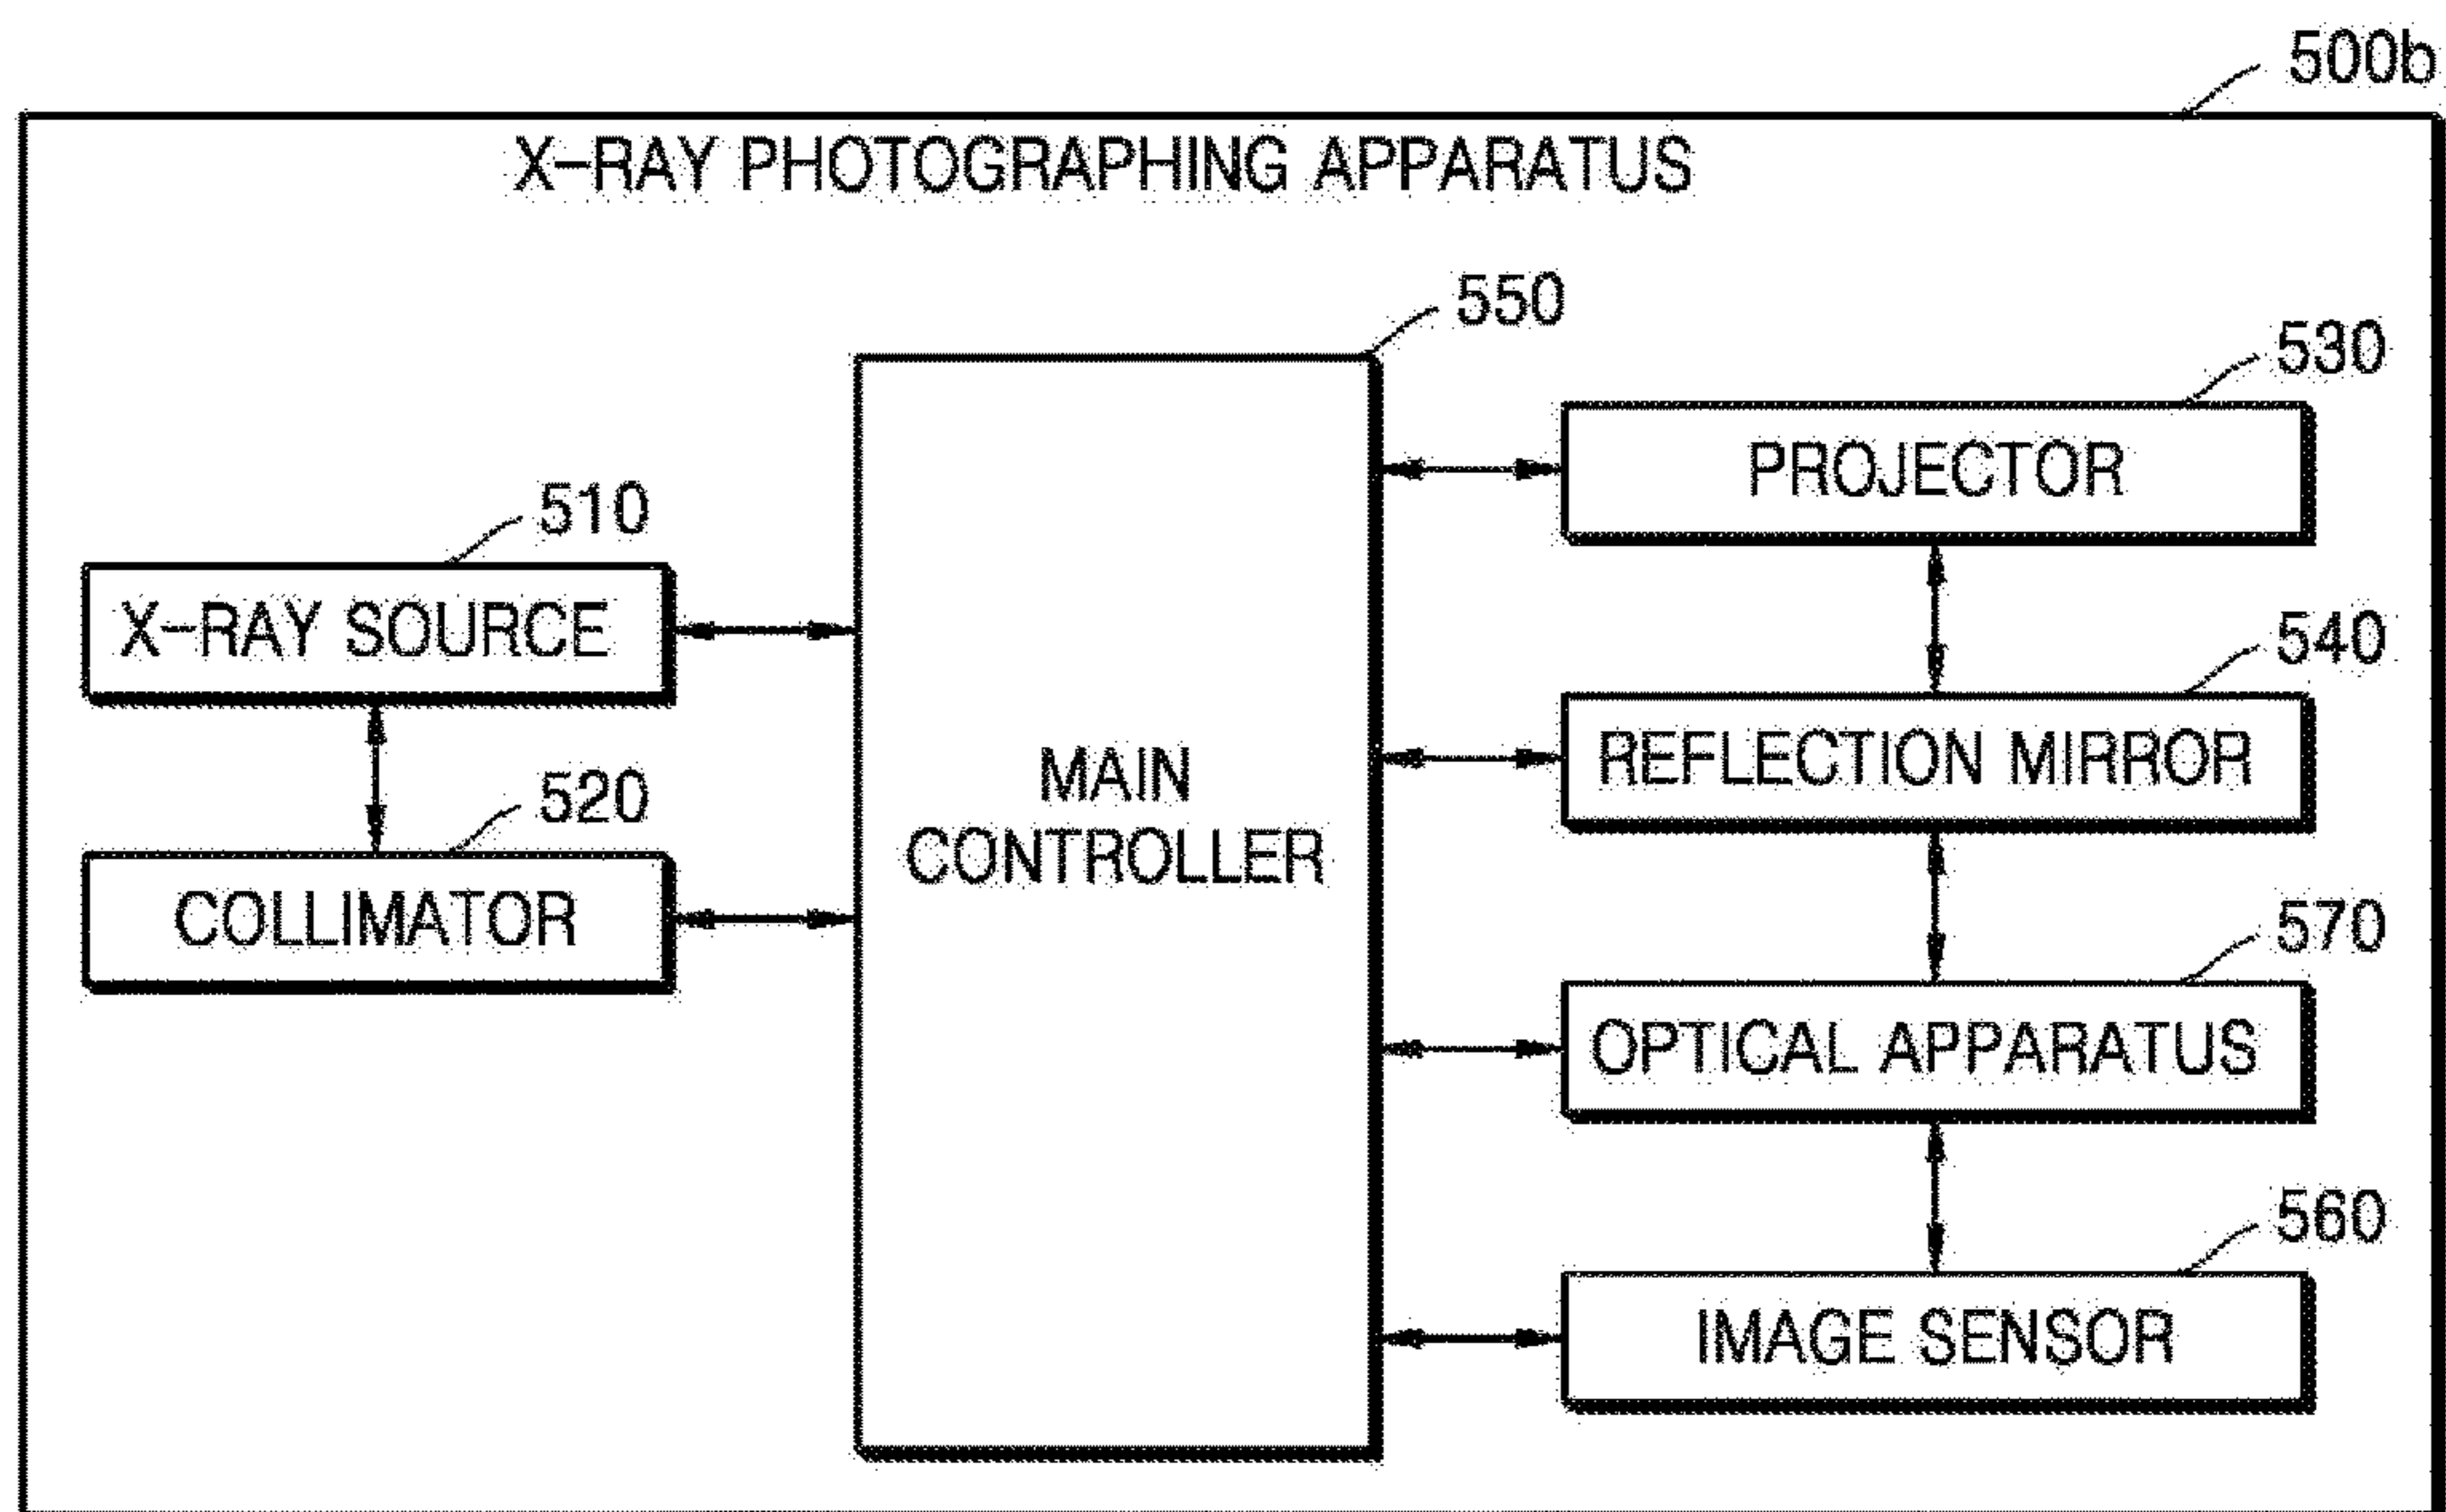 500b
X-RAY PHOTOGRAPHING APPARATUS
550
530
PROJECTOR
510
X-RAY SOURCE
540
REFLECTION MIRROR
520
COLLIMATOR
MAIN
CONTROLLER
570
OPTICAL APPARATUS
560
IMAGE SENSOR